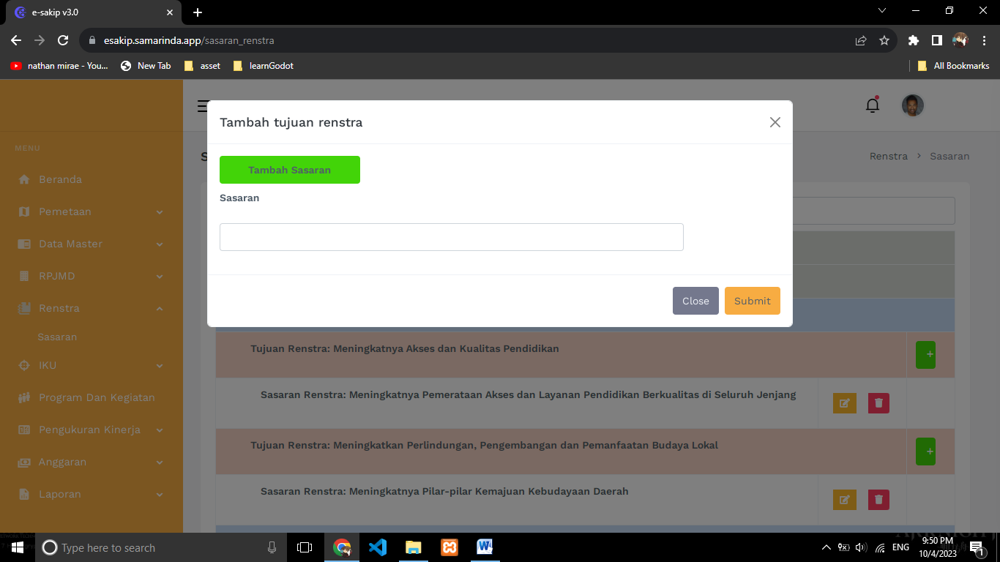 e-sakip v3.0
esakip.samarinda.app/sasaran_renstra
nathan mirae - You...
New Tab
asset
learnGodot
All Bookmarks
MENU
Beranda
Pemetaan
Data Master
RPJMD
Renstra
Sasaran
IKU
Program Dan Kegiatan
Pengukuran Kinerja
Anggaran
Laporan
Renstra > Sasaran
Tambah tujuan renstra
Tambah Sasaran
Sasaran
Close
Submit
Tujuan Renstra: Meningkatnya Akses dan Kualitas Pendidikan
+
Sasaran Renstra: Meningkatnya Pemerataan Akses dan Layanan Pendidikan Berkualitas di Seluruh Jenjang
Tujuan Renstra: Meningkatkan Perlindungan, Pengembangan dan Pemanfaatan Budaya Lokal
+
Sasaran Renstra: Meningkatnya Pilar-pilar Kemajuan Kebudayaan Daerah
Type here to search
ENG
9:50 PM
10/4/2023
1